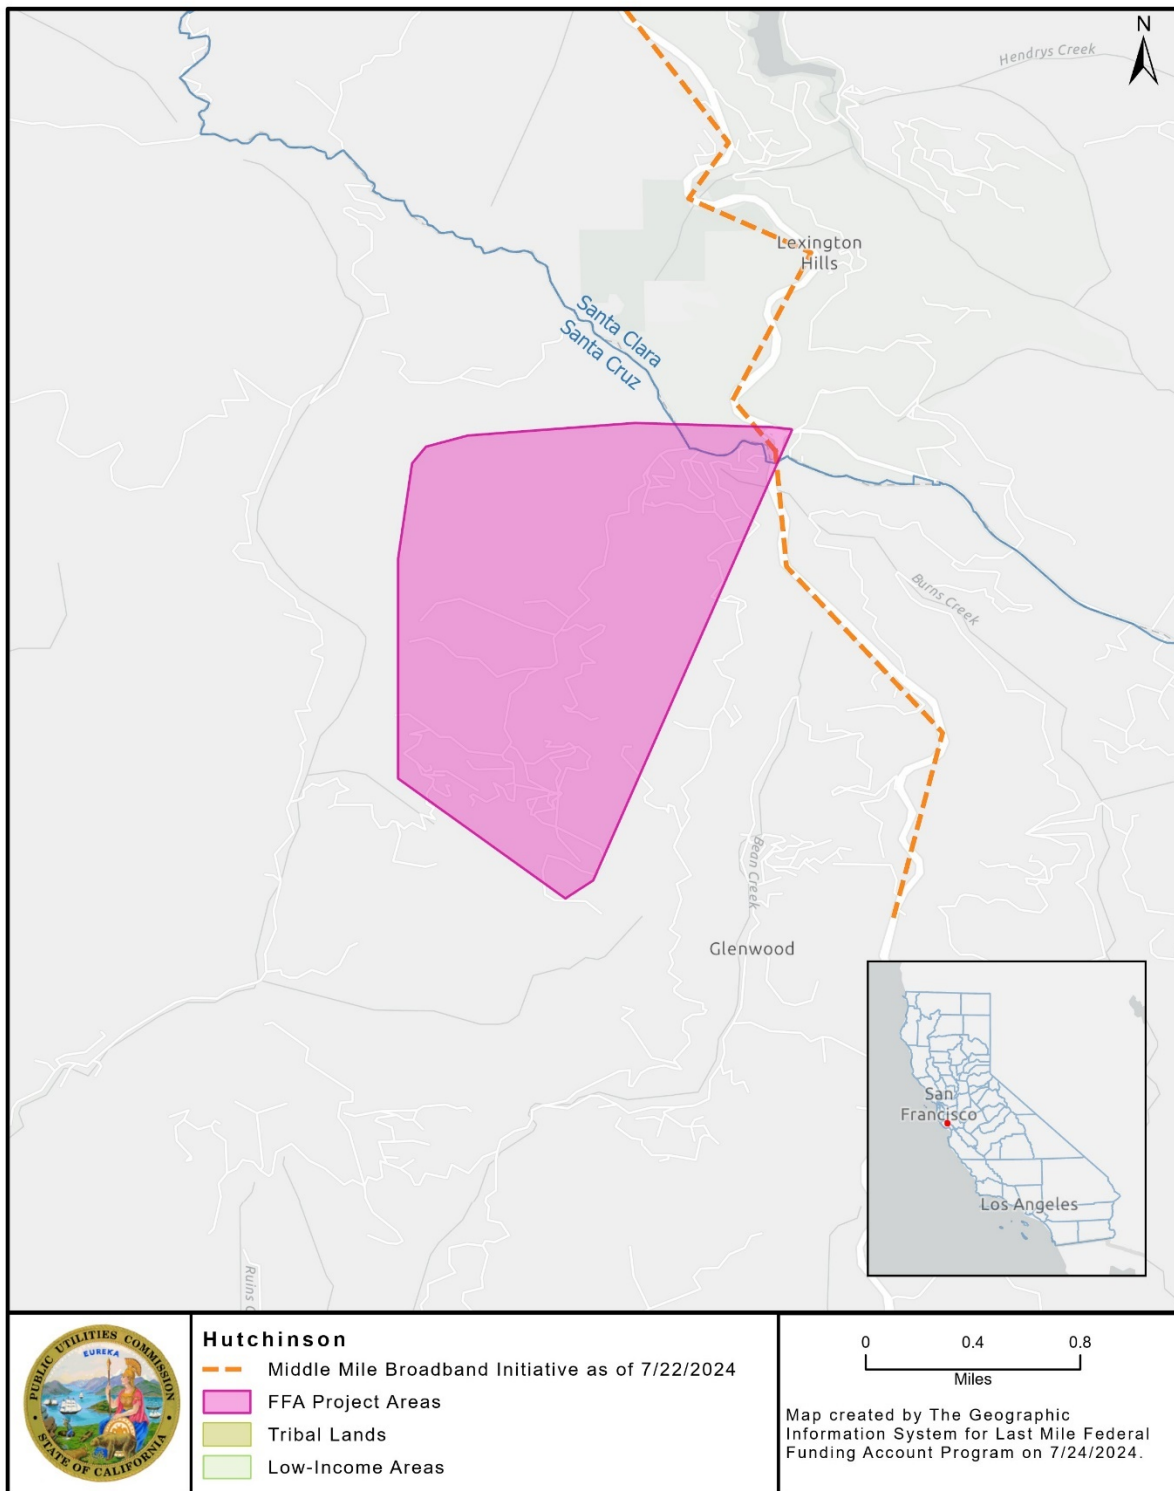 N
Hendrys Creek
Lexington
Hills
Santa Clara
Santa Cruz
Burns Creek
Bean Creek
Glenwood
San
Francisco
Los Angeles
PUBLIC UTILITIES COMMISSION
EUREKA
STATE OF CALIFORNIA
Hutchinson
Middle Mile Broadband Initiative as of 7/22/2024
FFA Project Areas
Tribal Lands
Low-Income Areas
0 0.4 0.8
Miles
Map created by The Geographic
Information System for Last Mile Federal
Funding Account Program on 7/24/2024.